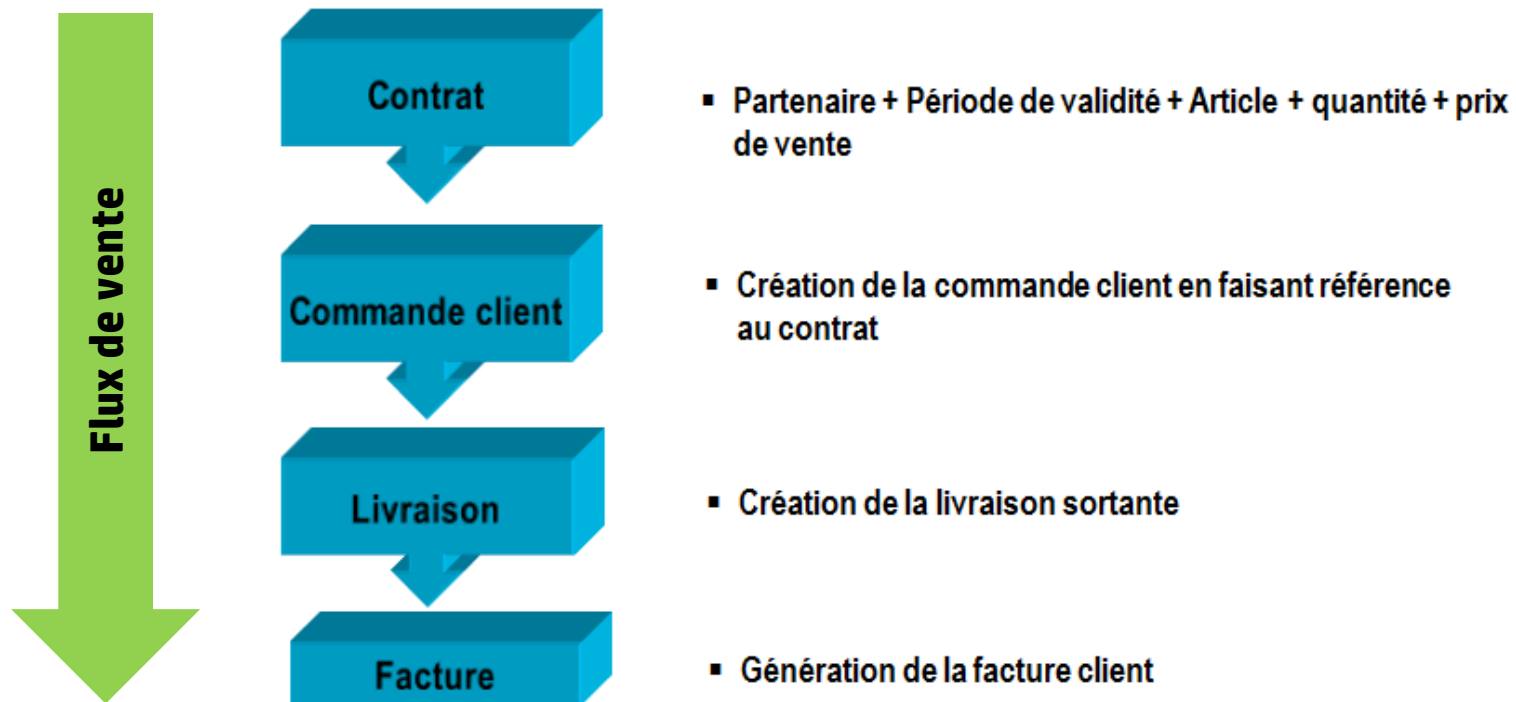 Flux de vente
Contrat
▪ Partenaire + Période de validité + Article + quantité + prix
de vente
Commande client
▪ Création de la commande client en faisant référence
au contrat
Livraison
▪ Création de la livraison sortante
Facture
▪ Génération de la facture client